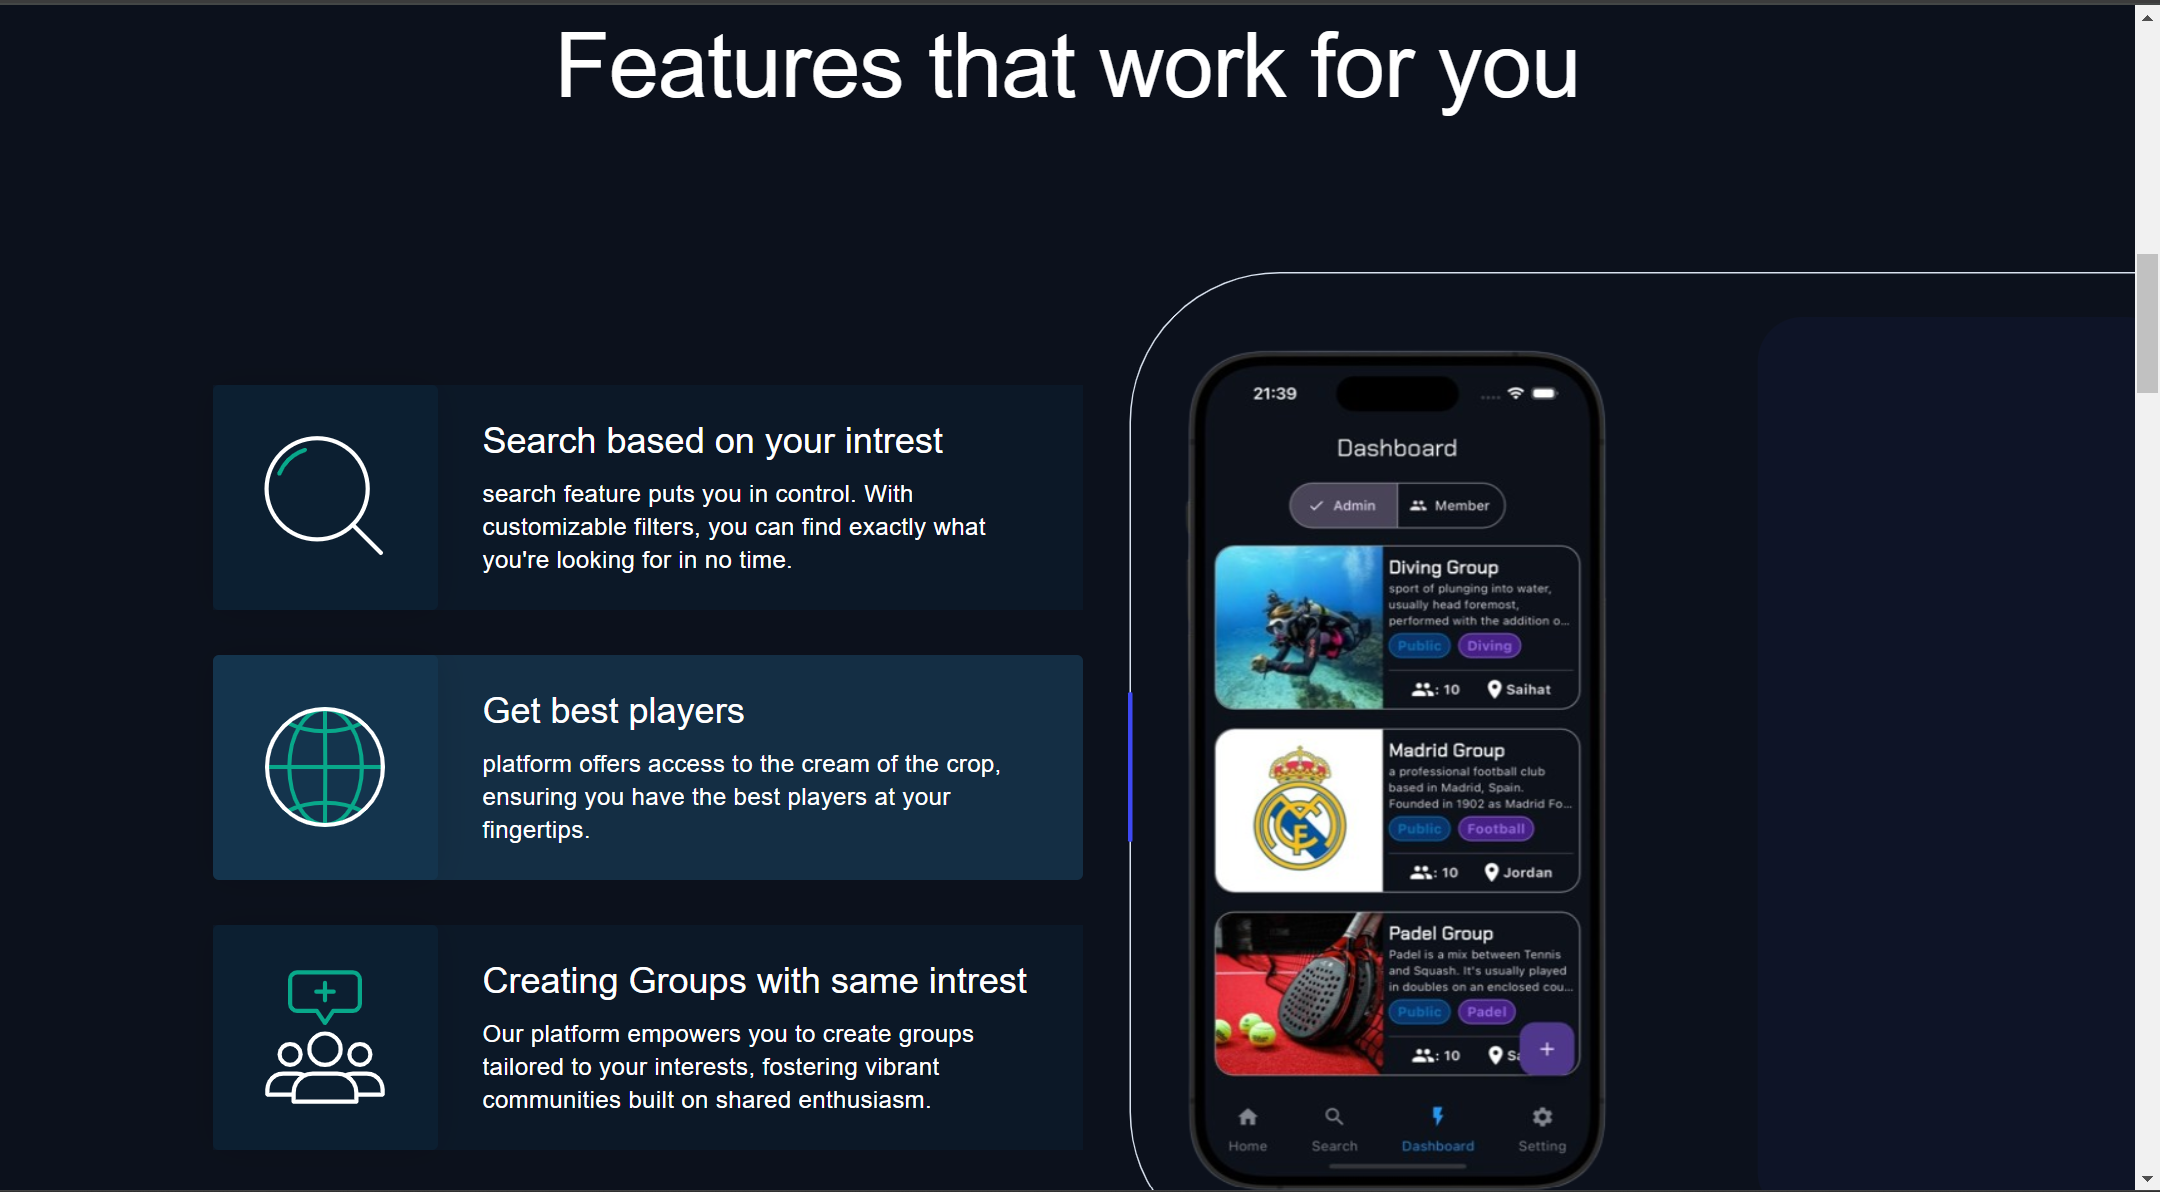 Features that work for you
Search based on your intrest
search feature puts you in control. With
customizable filters, you can find exactly what
you're looking for in no time.
Get best players
platform offers access to the cream of the crop,
ensuring you have the best players at your
fingertips.
Creating Groups with same intrest
Our platform empowers you to create groups
tailored to your interests, fostering vibrant
communities built on shared enthusiasm.
21:39
Dashboard
Admin Member
Diving Group
sport of plunging into water,
usually head foremost,
performed with the addition o...
Public Diving
: 10 Saihat
Madrid Group
a professional football club
based in Madrid, Spain.
Founded in 1902 as Madrid Fo...
Public Football
: 10 Jordan
Padel Group
Padel is a mix between Tennis
and Squash. It's usually played
in doubles on an enclosed cou...
Public Padel
: 10
Home Search Dashboard Setting